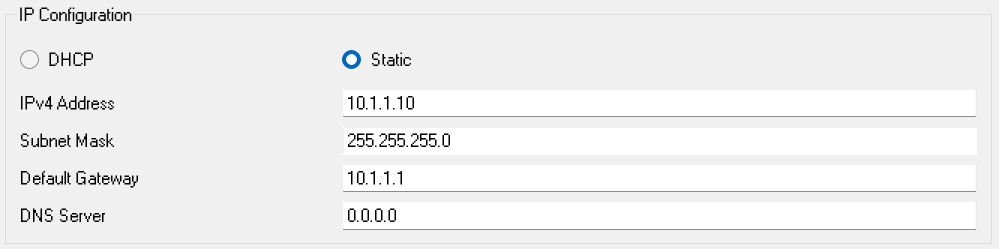 IP Configuration
DHCP Static
IPv4 Address 10.1.1.10
Subnet Mask 255.255.255.0
Default Gateway 10.1.1.1
DNS Server 0.0.0.0